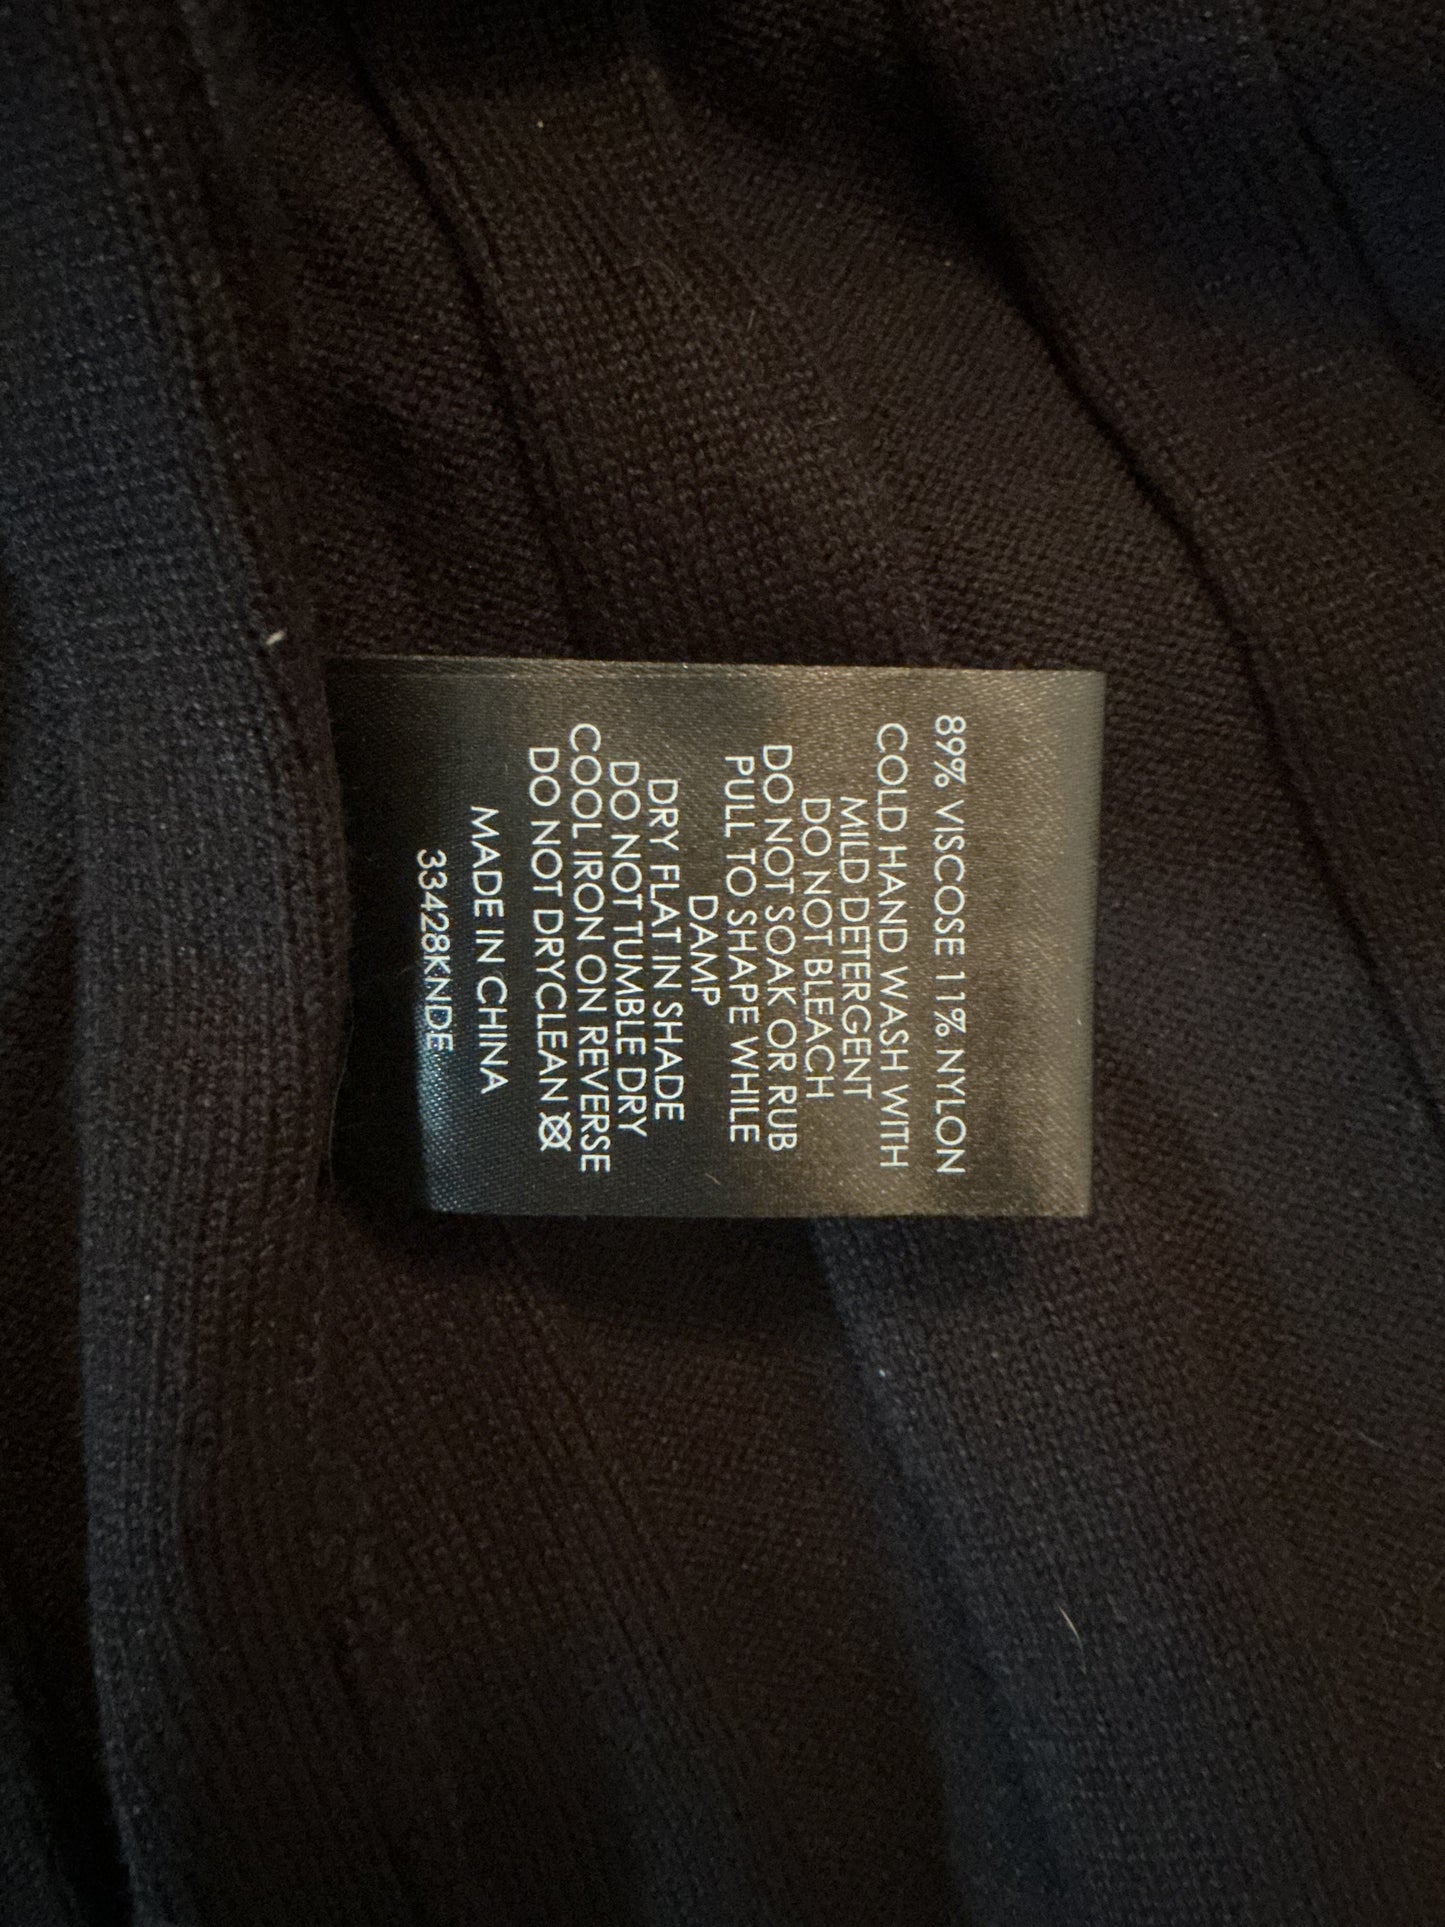 89% VISCOSE 11% NYLON
COLD HAND WASH WITH
MILD DETERGENT
DO NOT BLEACH
DO NOT SOAK OR RUB
PULL TO SHAPE WHILE
DAMP
DRY FLAT IN SHADE
DO NOT TUMBLE DRY
COOL IRON ON REVERSE
DO NOT DRYCLEAN
MADE IN CHINA
33428KNDE